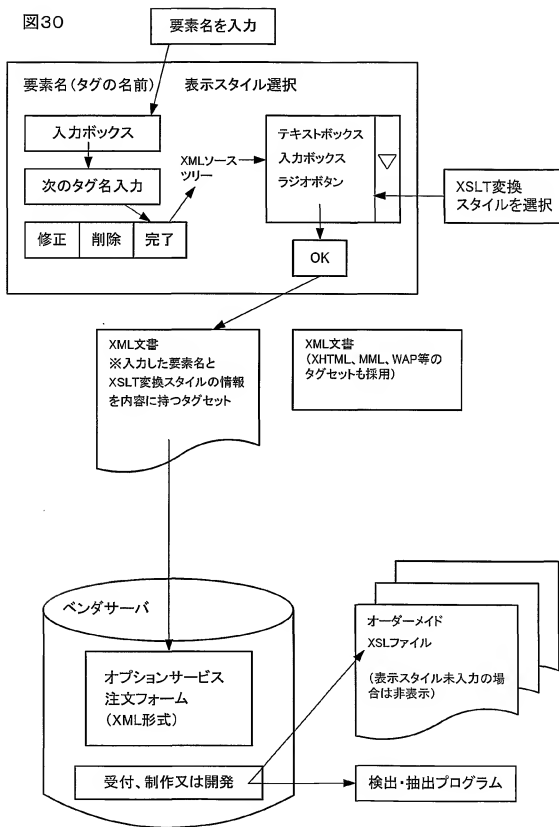 図30
要素名を入力
要素名(タグの名前)
表示スタイル選択
入力ボックス
次のタグ名入力
修正
削除
完了
XMLソース
ツリー
テキストボックス
入力ボックス
ラジオボタン
▽
OK
XSLT変換
スタイルを選択
XML文書
※入力した要素名と
XSLT変換スタイルの情報
を内容に持つタグセット
XML文書
(XHTML、MML、WAP等の
タグセットも採用)
ベンダサーバ
オプションサービス
注文フォーム
(XML形式)
受付、制作又は開発
オーダーメイド
XSLファイル
(表示スタイル未入力の場
合は非表示)
検出・抽出プログラム